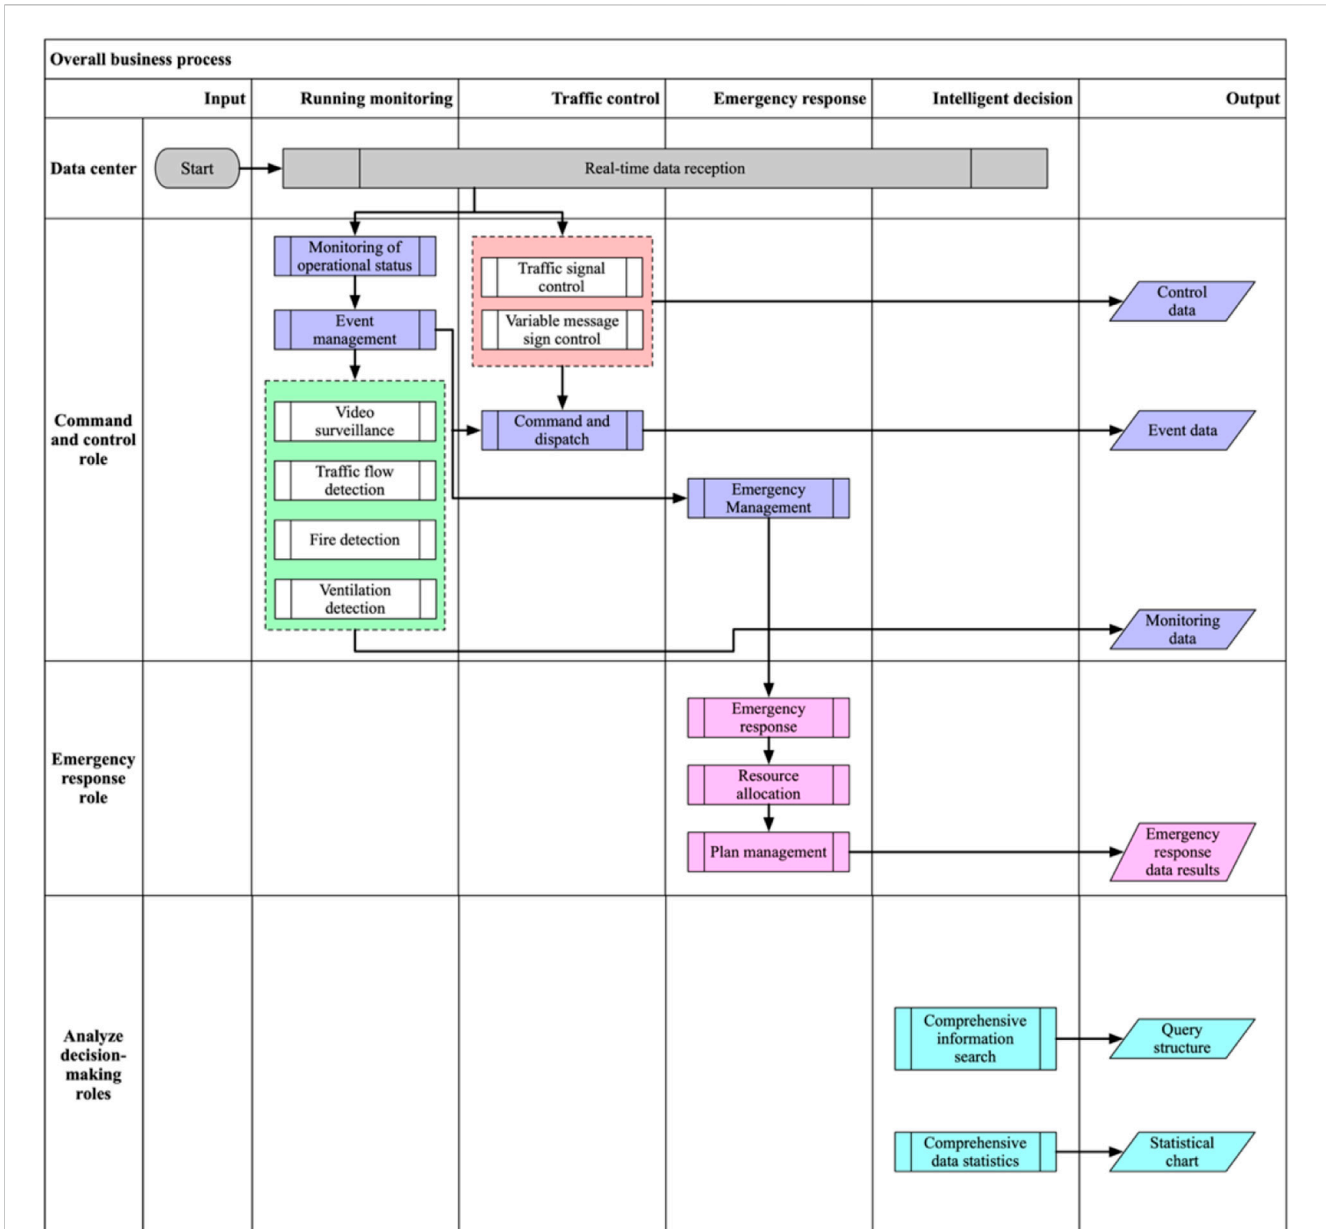 Overall business process
Input
Running monitoring
Traffic control
Emergency response
Intelligent decision
Output
Data center
Start
Real-time data reception
Command
and control
role
Monitoring of
operational status
Event
management
Video
surveillance
Traffic flow
detection
Fire detection
Ventilation
detection
Traffic signal
control
Variable message
sign control
Command and
dispatch
Emergency
Management
Control
data
Event data
Monitoring
data
Emergency
response
role
Emergency
response
Resource
allocation
Plan management
Emergency
response
data results
Analyze
decision-
making
roles
Comprehensive
information
search
Query
structure
Comprehensive
data statistics
Statistical
chart